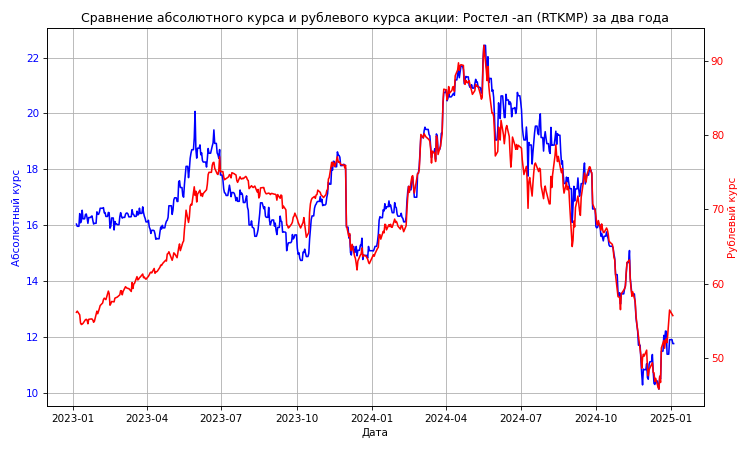 Сравнение абсолютного курса и рублевого курса акции: Ростел -ап (RTKMP) за два года
Абсолютный курс
22
20
18
16
14
12
10
90
80
70
60
50
Рублевый курс
2023-01 2023-04 2023-07 2023-10 2024-01 2024-04 2024-07 2024-10 2025-01
Дата